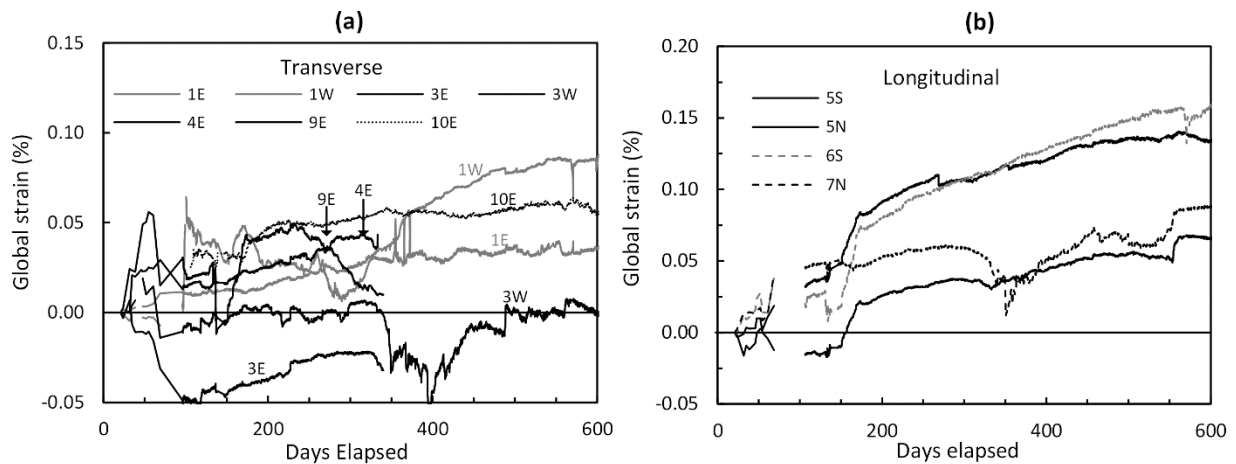 (a)
Transverse
1E 1W 3E 3W
4E 9E 10E
Global strain (%)
0.15
0.10
0.05
0.00
-0.05
1W
9E
4E
10E
1E
3W
3E
0 200 400 600
Days Elapsed
(b)
Longitudinal
5S
5N
6S
7N
Global strain (%)
0.20
0.15
0.10
0.05
0.00
-0.05
0 200 400 600
Days elapsed